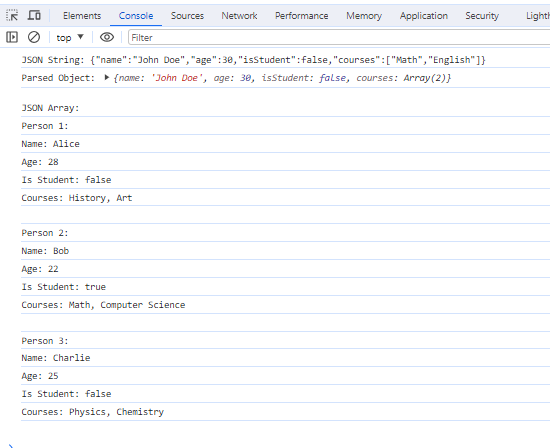 Elements Console Sources Network Performance Memory Application Security
top Filter
JSON String: {"name":"John Doe","age":30,"isStudent":false,"courses":["Math","English"]}
Parsed Object: {name: 'John Doe', age: 30, isStudent: false, courses: Array(2)}
JSON Array:
Person 1:
Name: Alice
Age: 28
Is Student: false
Courses: History, Art
Person 2:
Name: Bob
Age: 22
Is Student: true
Courses: Math, Computer Science
Person 3:
Name: Charlie
Age: 25
Is Student: false
Courses: Physics, Chemistry